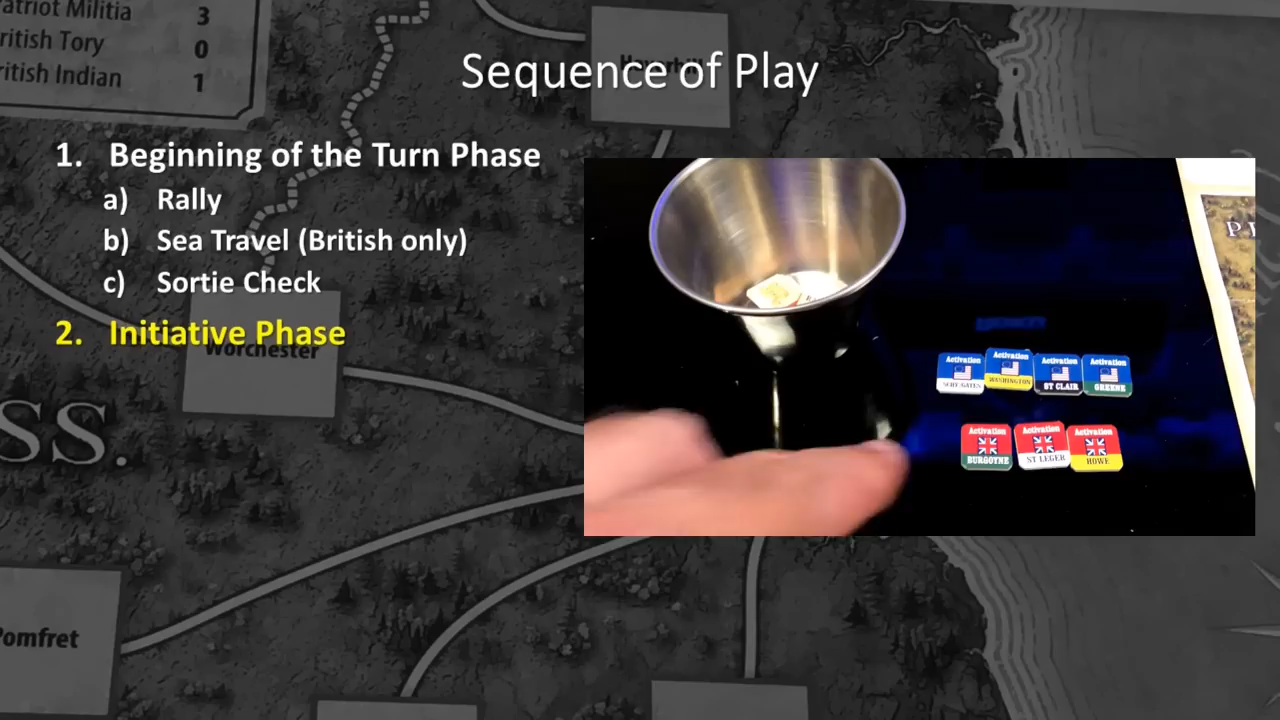 atriot Militia 3
ritish Tory 0
itish Indian 1
Sequence of Play
1. Beginning of the Turn Phase
a) Rally
b) Sea Travel (British only)
c) Sortie Check
2. Initiative Phase
Worchester
SS.
Pomfret
Activation
Activation
WASHINGTON
Activation
ST CLAIR
Activation
GREENE
Activation
BURGOYNE
Activation
ST LEGER
Activation
HOWE